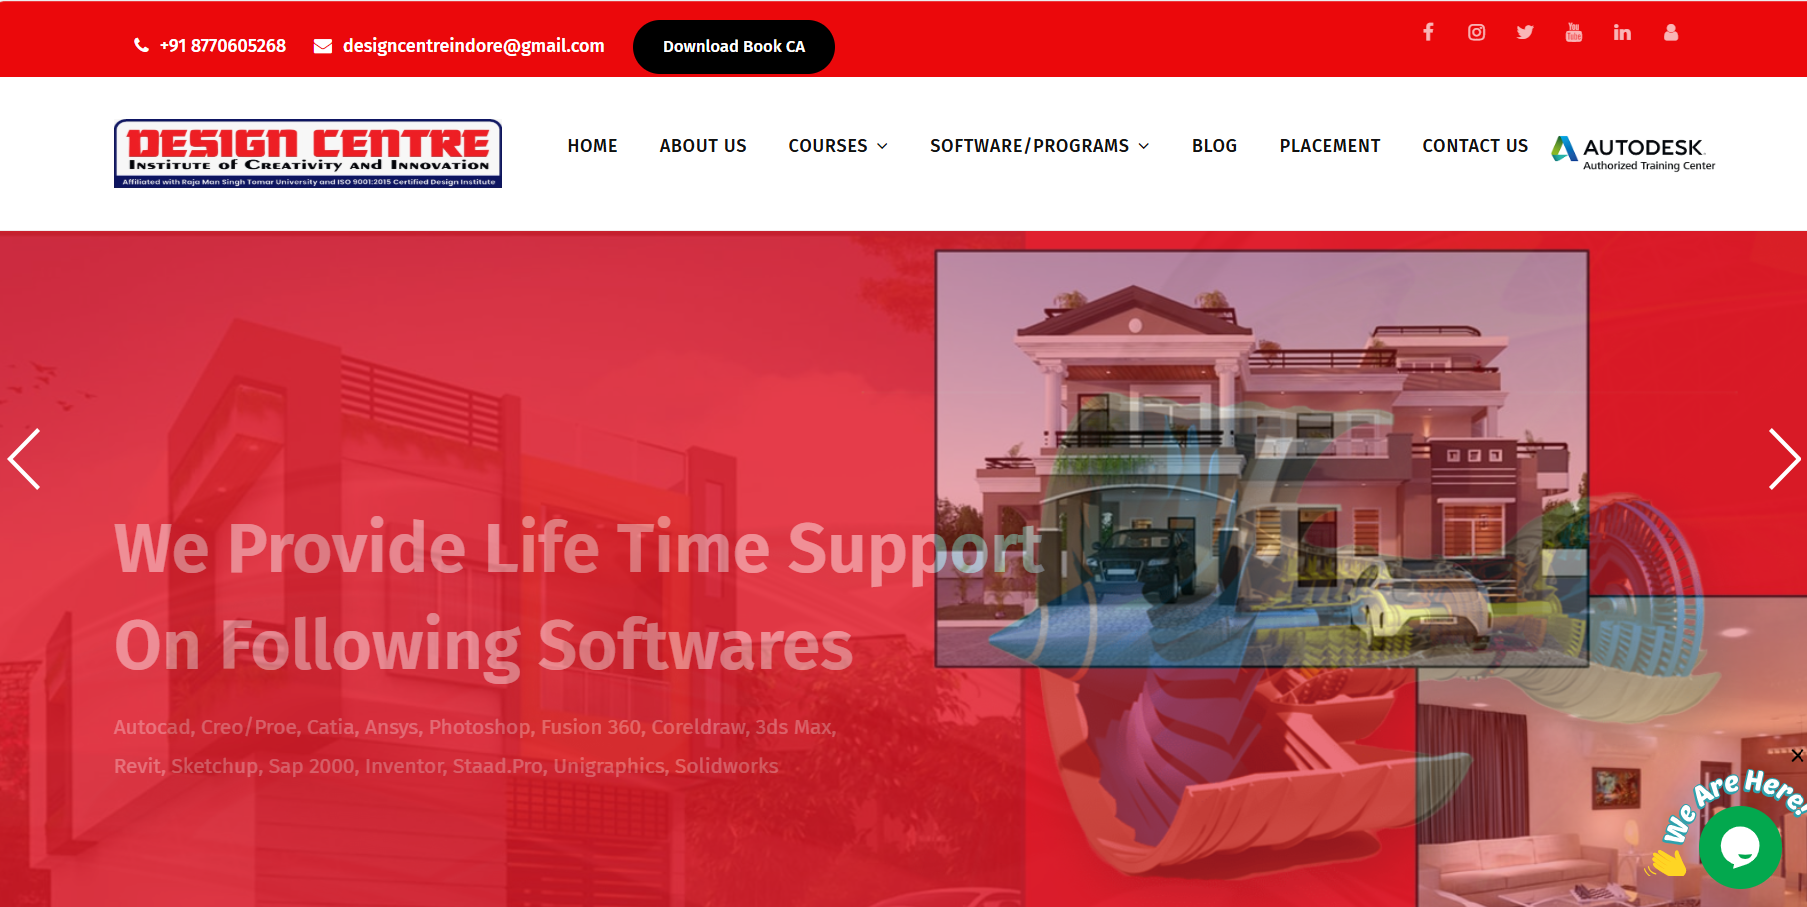 +91 8770605268
designcentreindore@gmail.com
Download Book CA
DESIGN CENTRE
Institute of Creativity and Innovation
Affiliated with Raja Man Singh Tomar University and ISO 9001:2015 Certified Design Institute
HOME
ABOUT US
COURSES
SOFTWARE/PROGRAMS
BLOG
PLACEMENT
CONTACT US
AUTODESK.
Authorized Training Center
We Provide Life Time Support
On Following Softwares
Autocad, Creo/Proe, Catia, Ansys, Photoshop, Fusion 360, Coreldraw, 3ds Max,
Revit, Sketchup, Sap 2000, Inventor, Staad.Pro, Unigraphics, Solidworks
We Are Here!